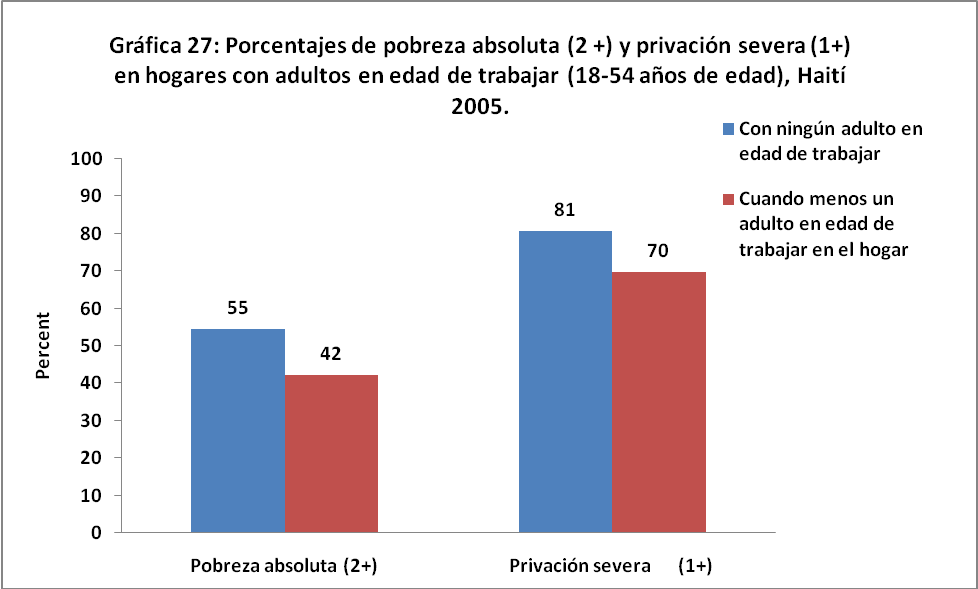 Gráfica 27: Porcentajes de pobreza absoluta (2 +) y privación severa (1+)
en hogares con adultos en edad de trabajar (18-54 años de edad), Haití
2005.
Con ningún adulto en
edad de trabajar
Cuando menos un
adulto en edad de
trabajar en el hogar
Percent
100
90
80
70
60
50
40
30
20
10
0
55
42
81
70
Pobreza absoluta (2+)
Privación severa (1+)